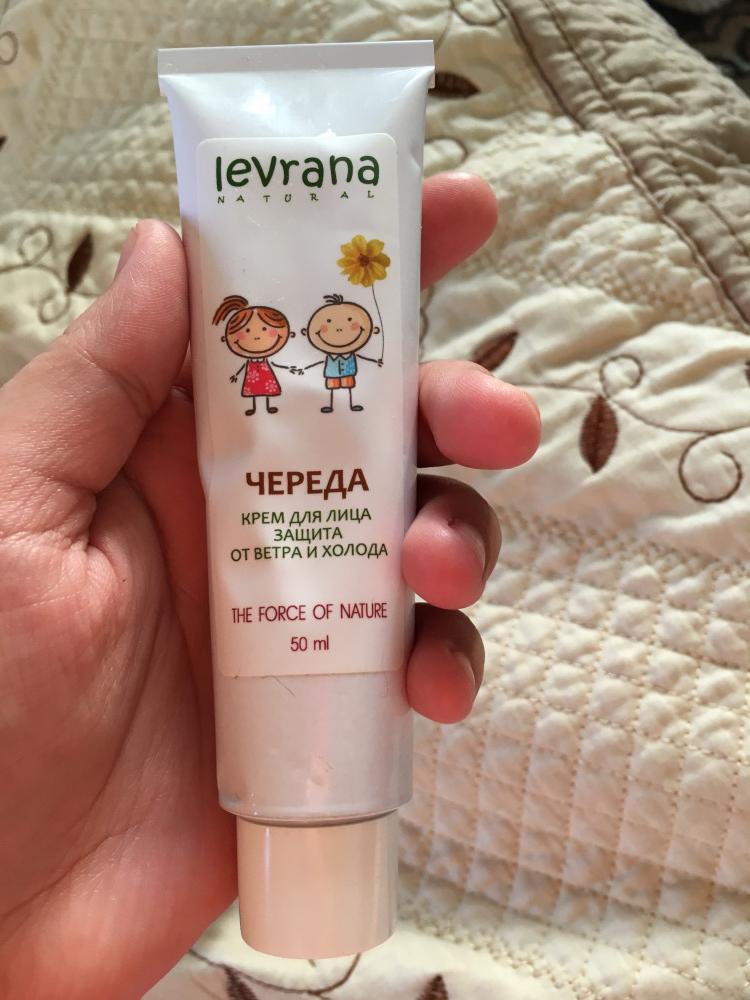 levrana
NATURAL
ЧЕРЕДА
КРЕМ ДЛЯ ЛИЦА
ЗАЩИТА
ОТ ВЕТРА И ХОЛОДА
THE FORCE OF NATURE
50 ml